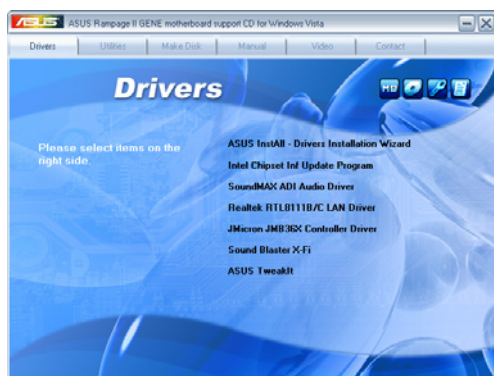 ASUS Rampage II GENE motherboard support CD for Windows Vista
Drivers
Utilities
Make Disk
Manual
Video
Contact
Drivers
Please select items on the
right side.
ASUS InstAll - Drivers Installation Wizard
Intel Chipset Inf Update Program
SoundMAX ADI Audio Driver
Realtek RTL8111B/C LAN Driver
JMicron JMB36X Controller Driver
Sound Blaster X-Fi
ASUS TweakIt